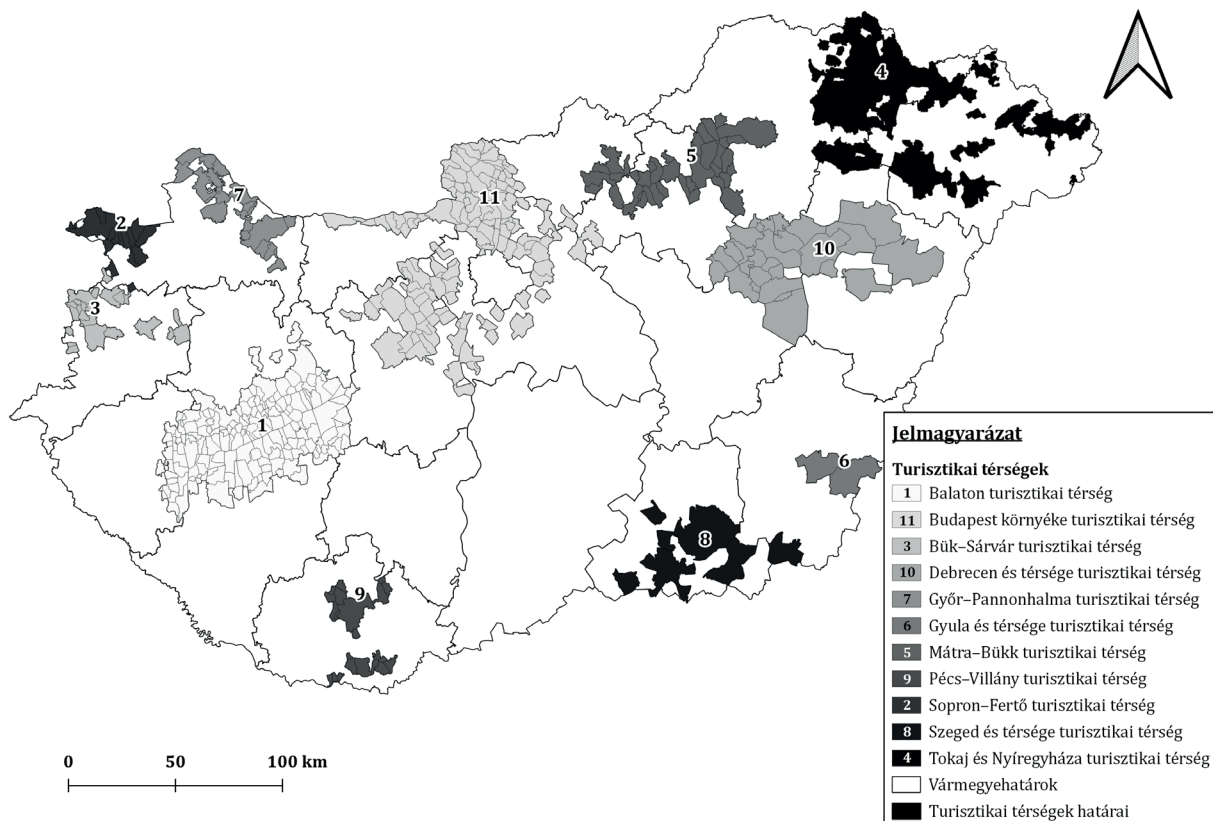 4
5
11
7
2
10
3
1
6
8
9
0 50 100 km
Jelmagyarázat
Turisztikai térségek
1 Balaton turisztikai térség
11 Budapest környéke turisztikai térség
3 Bük–Sárvár turisztikai térség
10 Debrecen és térsége turisztikai térség
7 Győr–Pannonhalma turisztikai térség
6 Gyula és térsége turisztikai térség
5 Mátra–Bükk turisztikai térség
9 Pécs–Villány turisztikai térség
2 Sopron–Fertő turisztikai térség
8 Szeged és térsége turisztikai térség
4 Tokaj és Nyíregyháza turisztikai térség
Vármegyehatárok
Turisztikai térségek határai